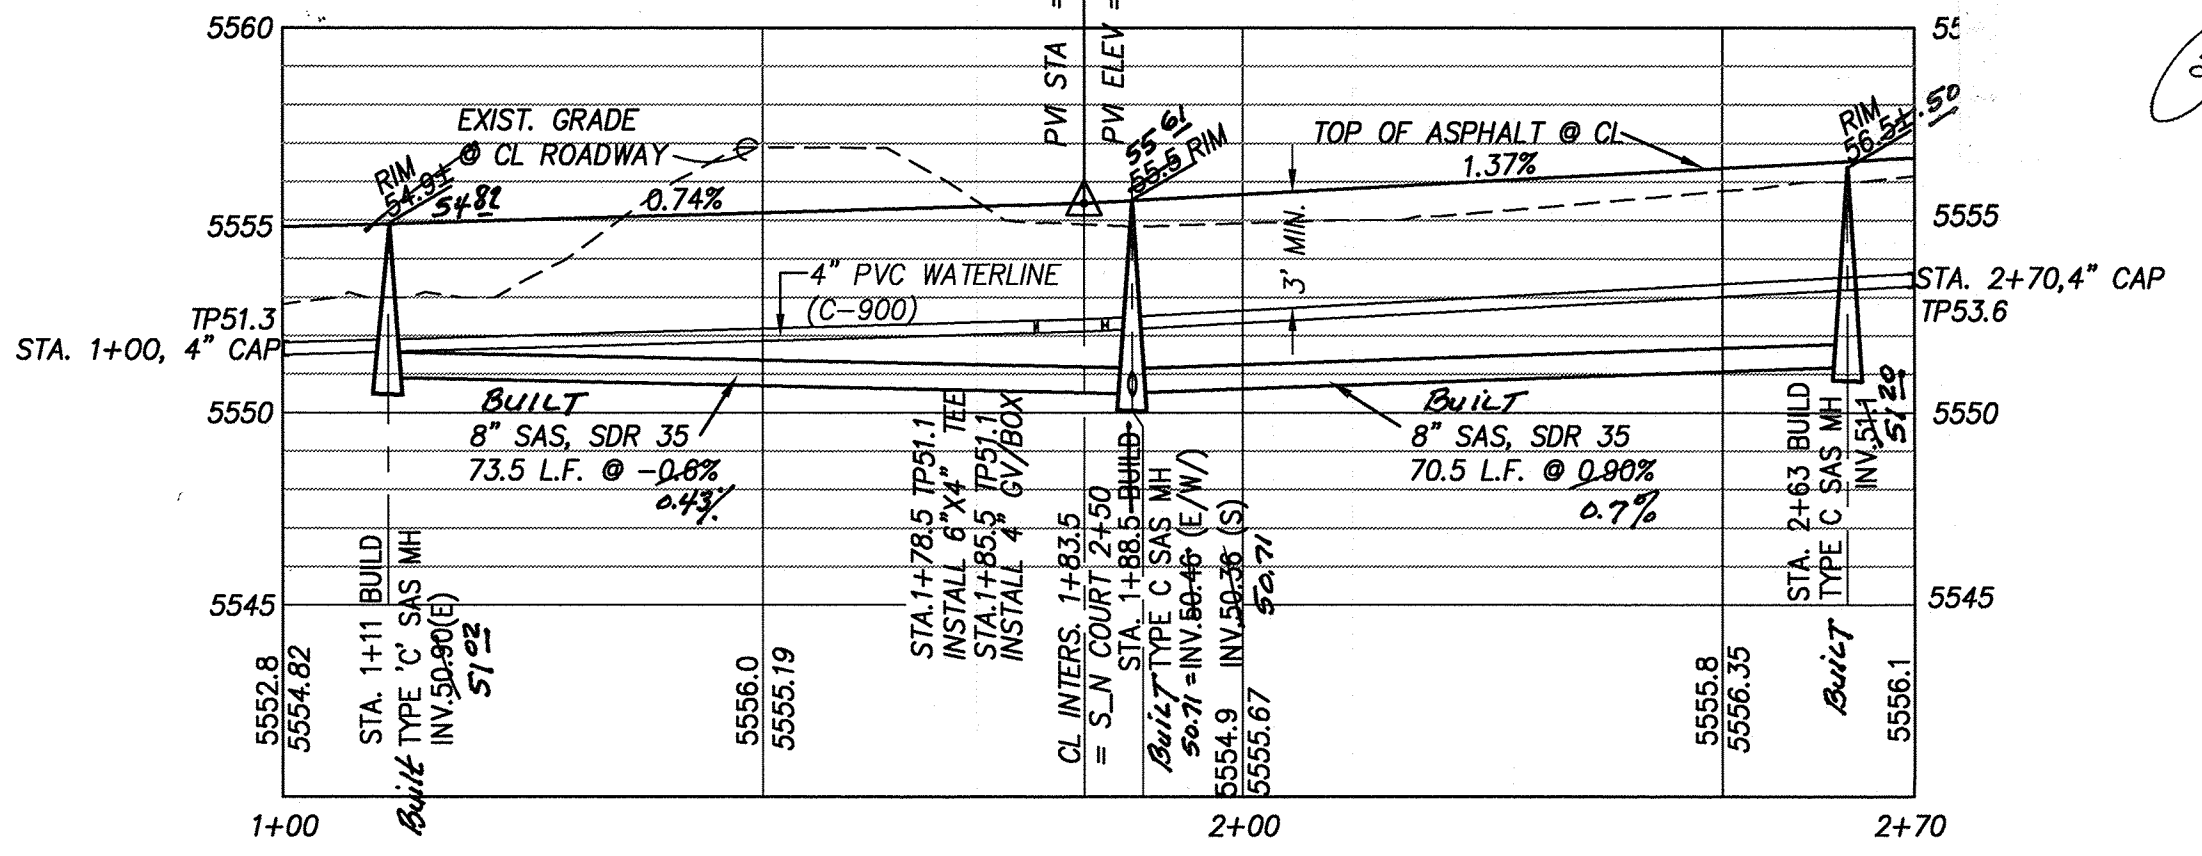 PVI STA =
PVI ELEV =
5560
55
EXIST. GRADE
@ CL ROADWAY
RIM
54.9±
54 82
0.74%
55 61
55.5 RIM
TOP OF ASPHALT @ CL
1.37%
RIM
56.5±.50
5555
5555
3' MIN.
4" PVC WATERLINE
(C-900)
STA. 2+70,4" CAP
TP53.6
TP51.3
STA. 1+00, 4" CAP
5550
5550
BUILT
8" SAS, SDR 35
73.5 L.F. @ -0.6%
0.43%
BUILT
8" SAS, SDR 35
70.5 L.F. @ 0.90%
0.7%
5545
5545
5552.8
5554.82
STA. 1+11 BUILD
Built TYPE 'C' SAS MH
INV.50.90(E)
51 02
5556.0
5555.19
STA.1+78.5 TP51.1
INSTALL 6"X4" TEE
STA.1+85.5 TP51.1
INSTALL 4" GV/BOX
CL INTERS. 1+83.5
= S_N COURT 2+50
STA. 1+88.5 BUILD
Built TYPE C SAS MH
50.71 = INV.50.46 (E/W/)
INV.50.36 (S)
50.71
5554.9
5555.67
5555.8
5556.35
STA. 2+63 BUILD
Built TYPE C SAS MH
INV.51.1
51 20
5556.1
1+00
2+00
2+70